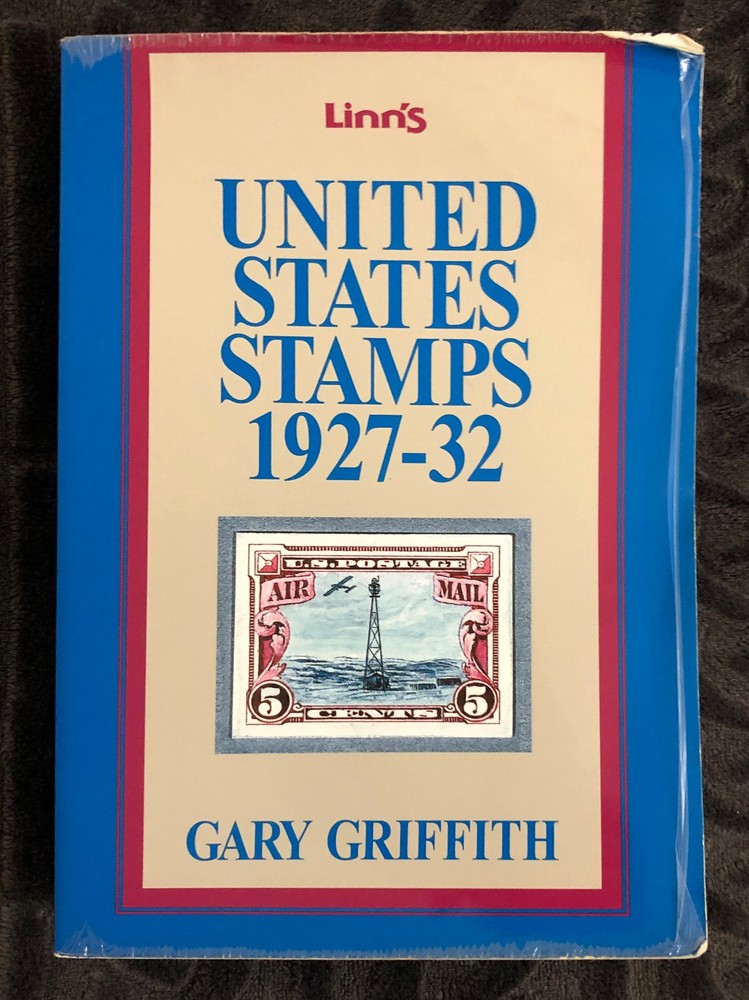 Linn's
UNITED
STATES
STAMPS
1927-32
U.S. POSTAGE
AIR MAIL
5 5
CENTS
GARY GRIFFITH